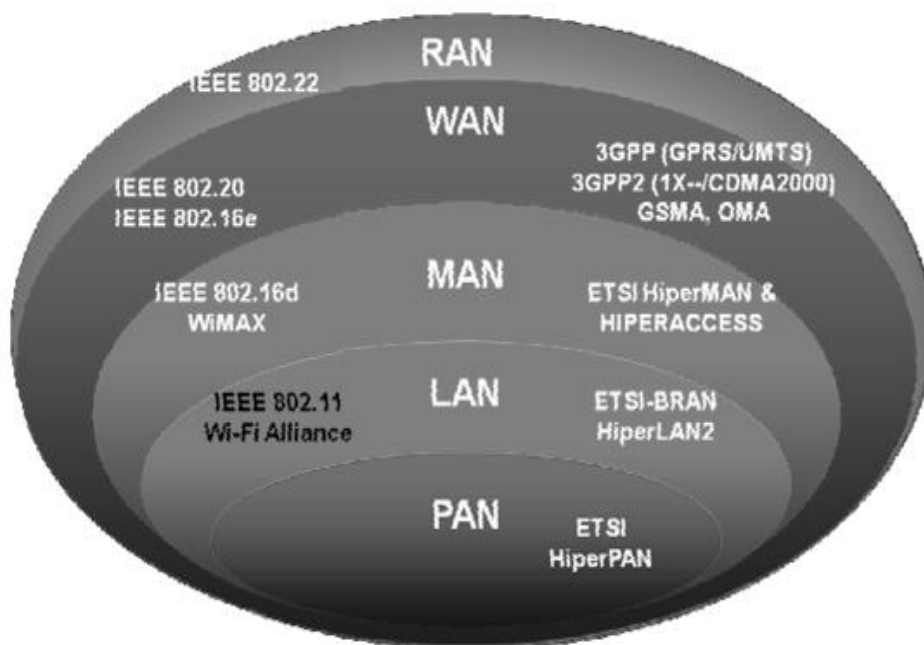 RAN
IEEE 802.22
WAN
3GPP (GPRS/UMTS)
IEEE 802.20
3GPP2 (1X--/CDMA2000)
IEEE 802.16e
GSMA, OMA
MAN
IEEE 802.16d
ETSI HiperMAN &
WiMAX
HIPERACCESS
LAN
IEEE 802.11
ETSI-BRAN
Wi-Fi Alliance
HiperLAN2
PAN
ETSI
HiperPAN